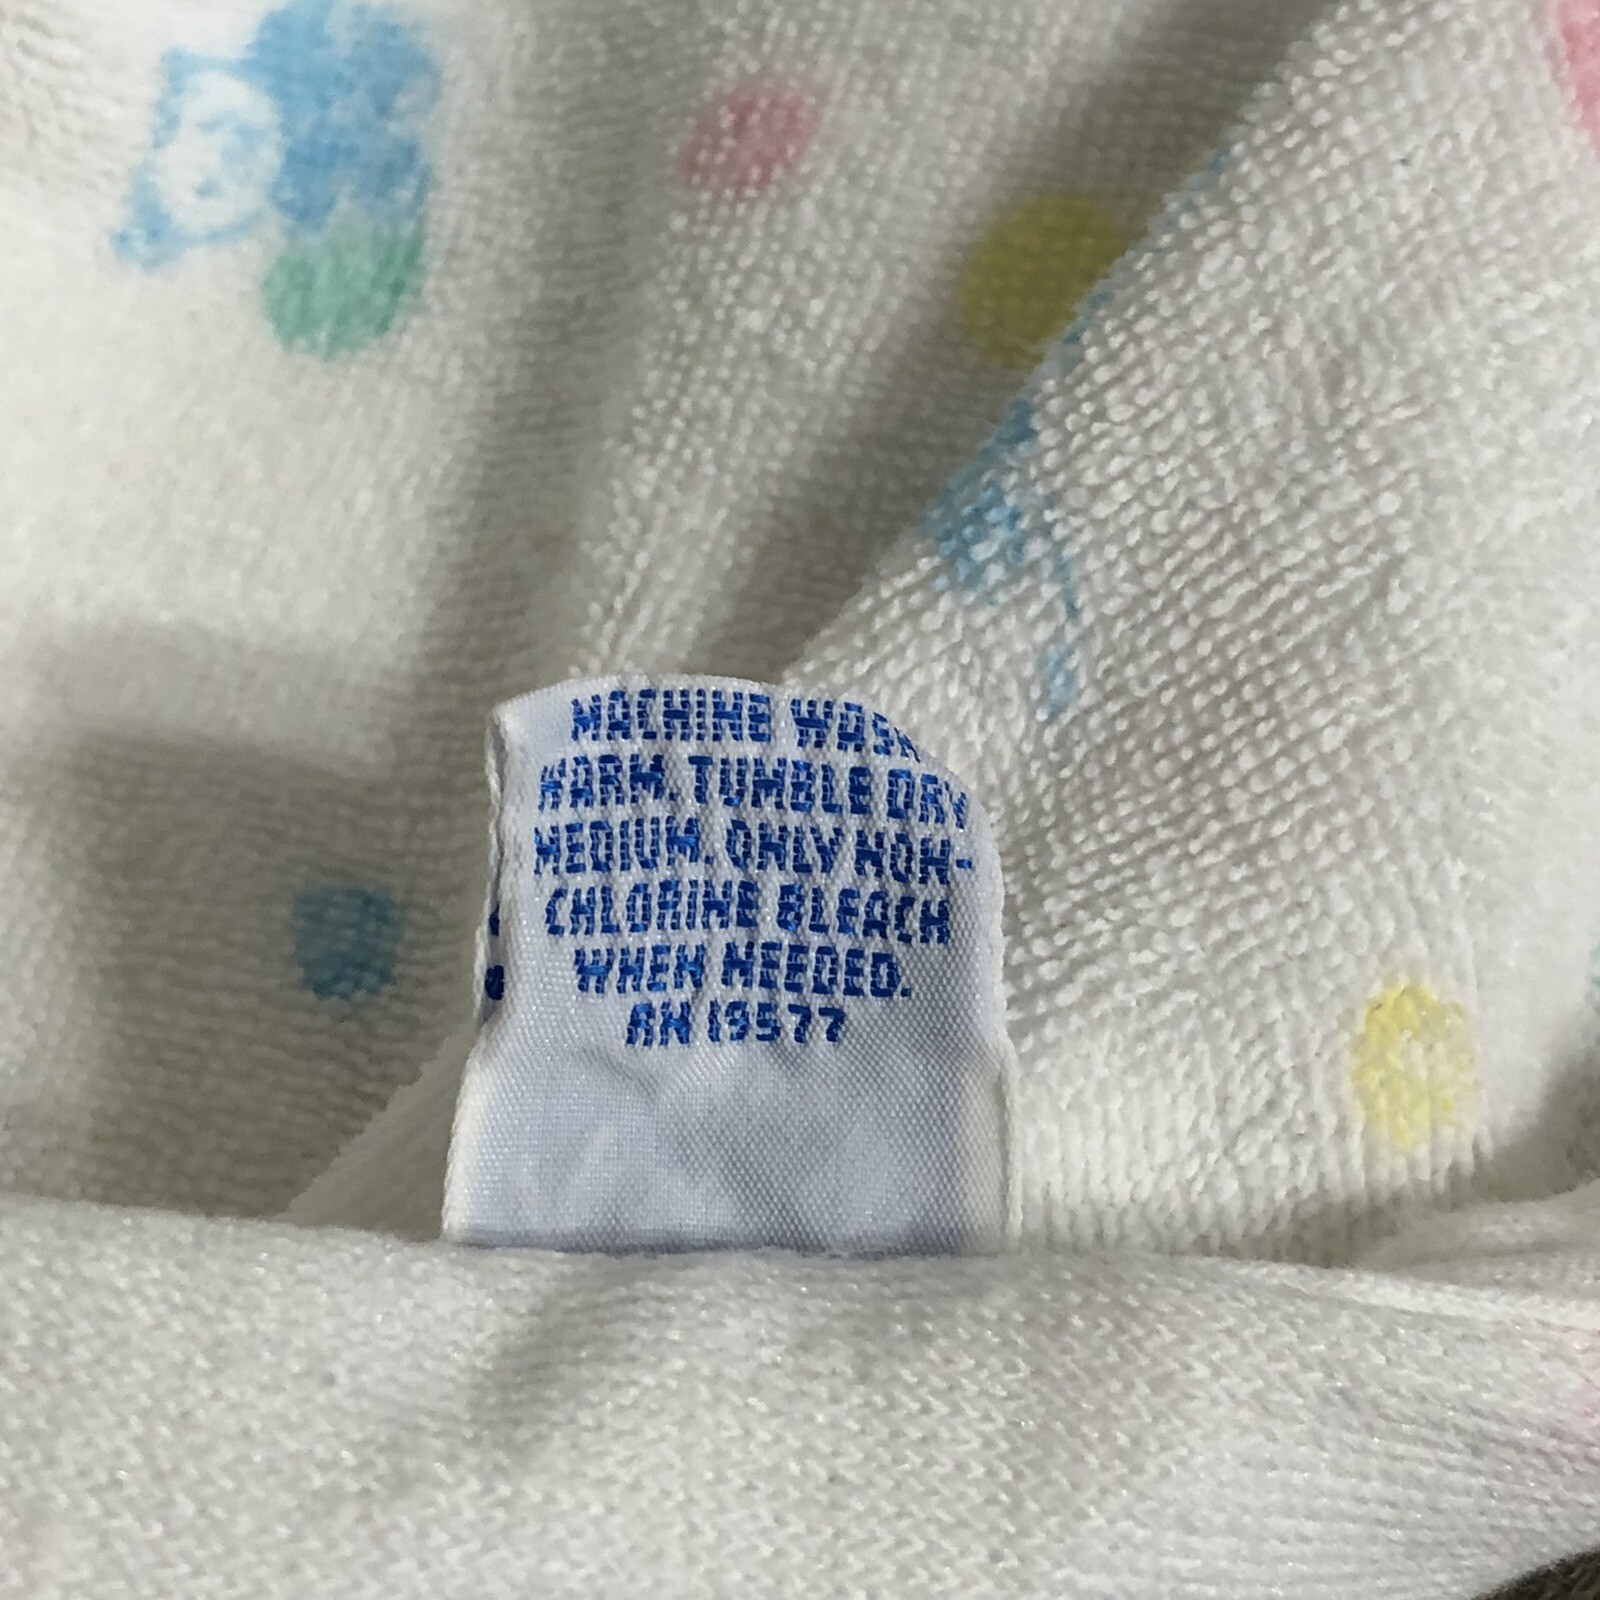 MACHINE WASH
WARM. TUMBLE DRY
MEDIUM. ONLY NON-
CHLORINE BLEACH
WHEN NEEDED.
RN 19577